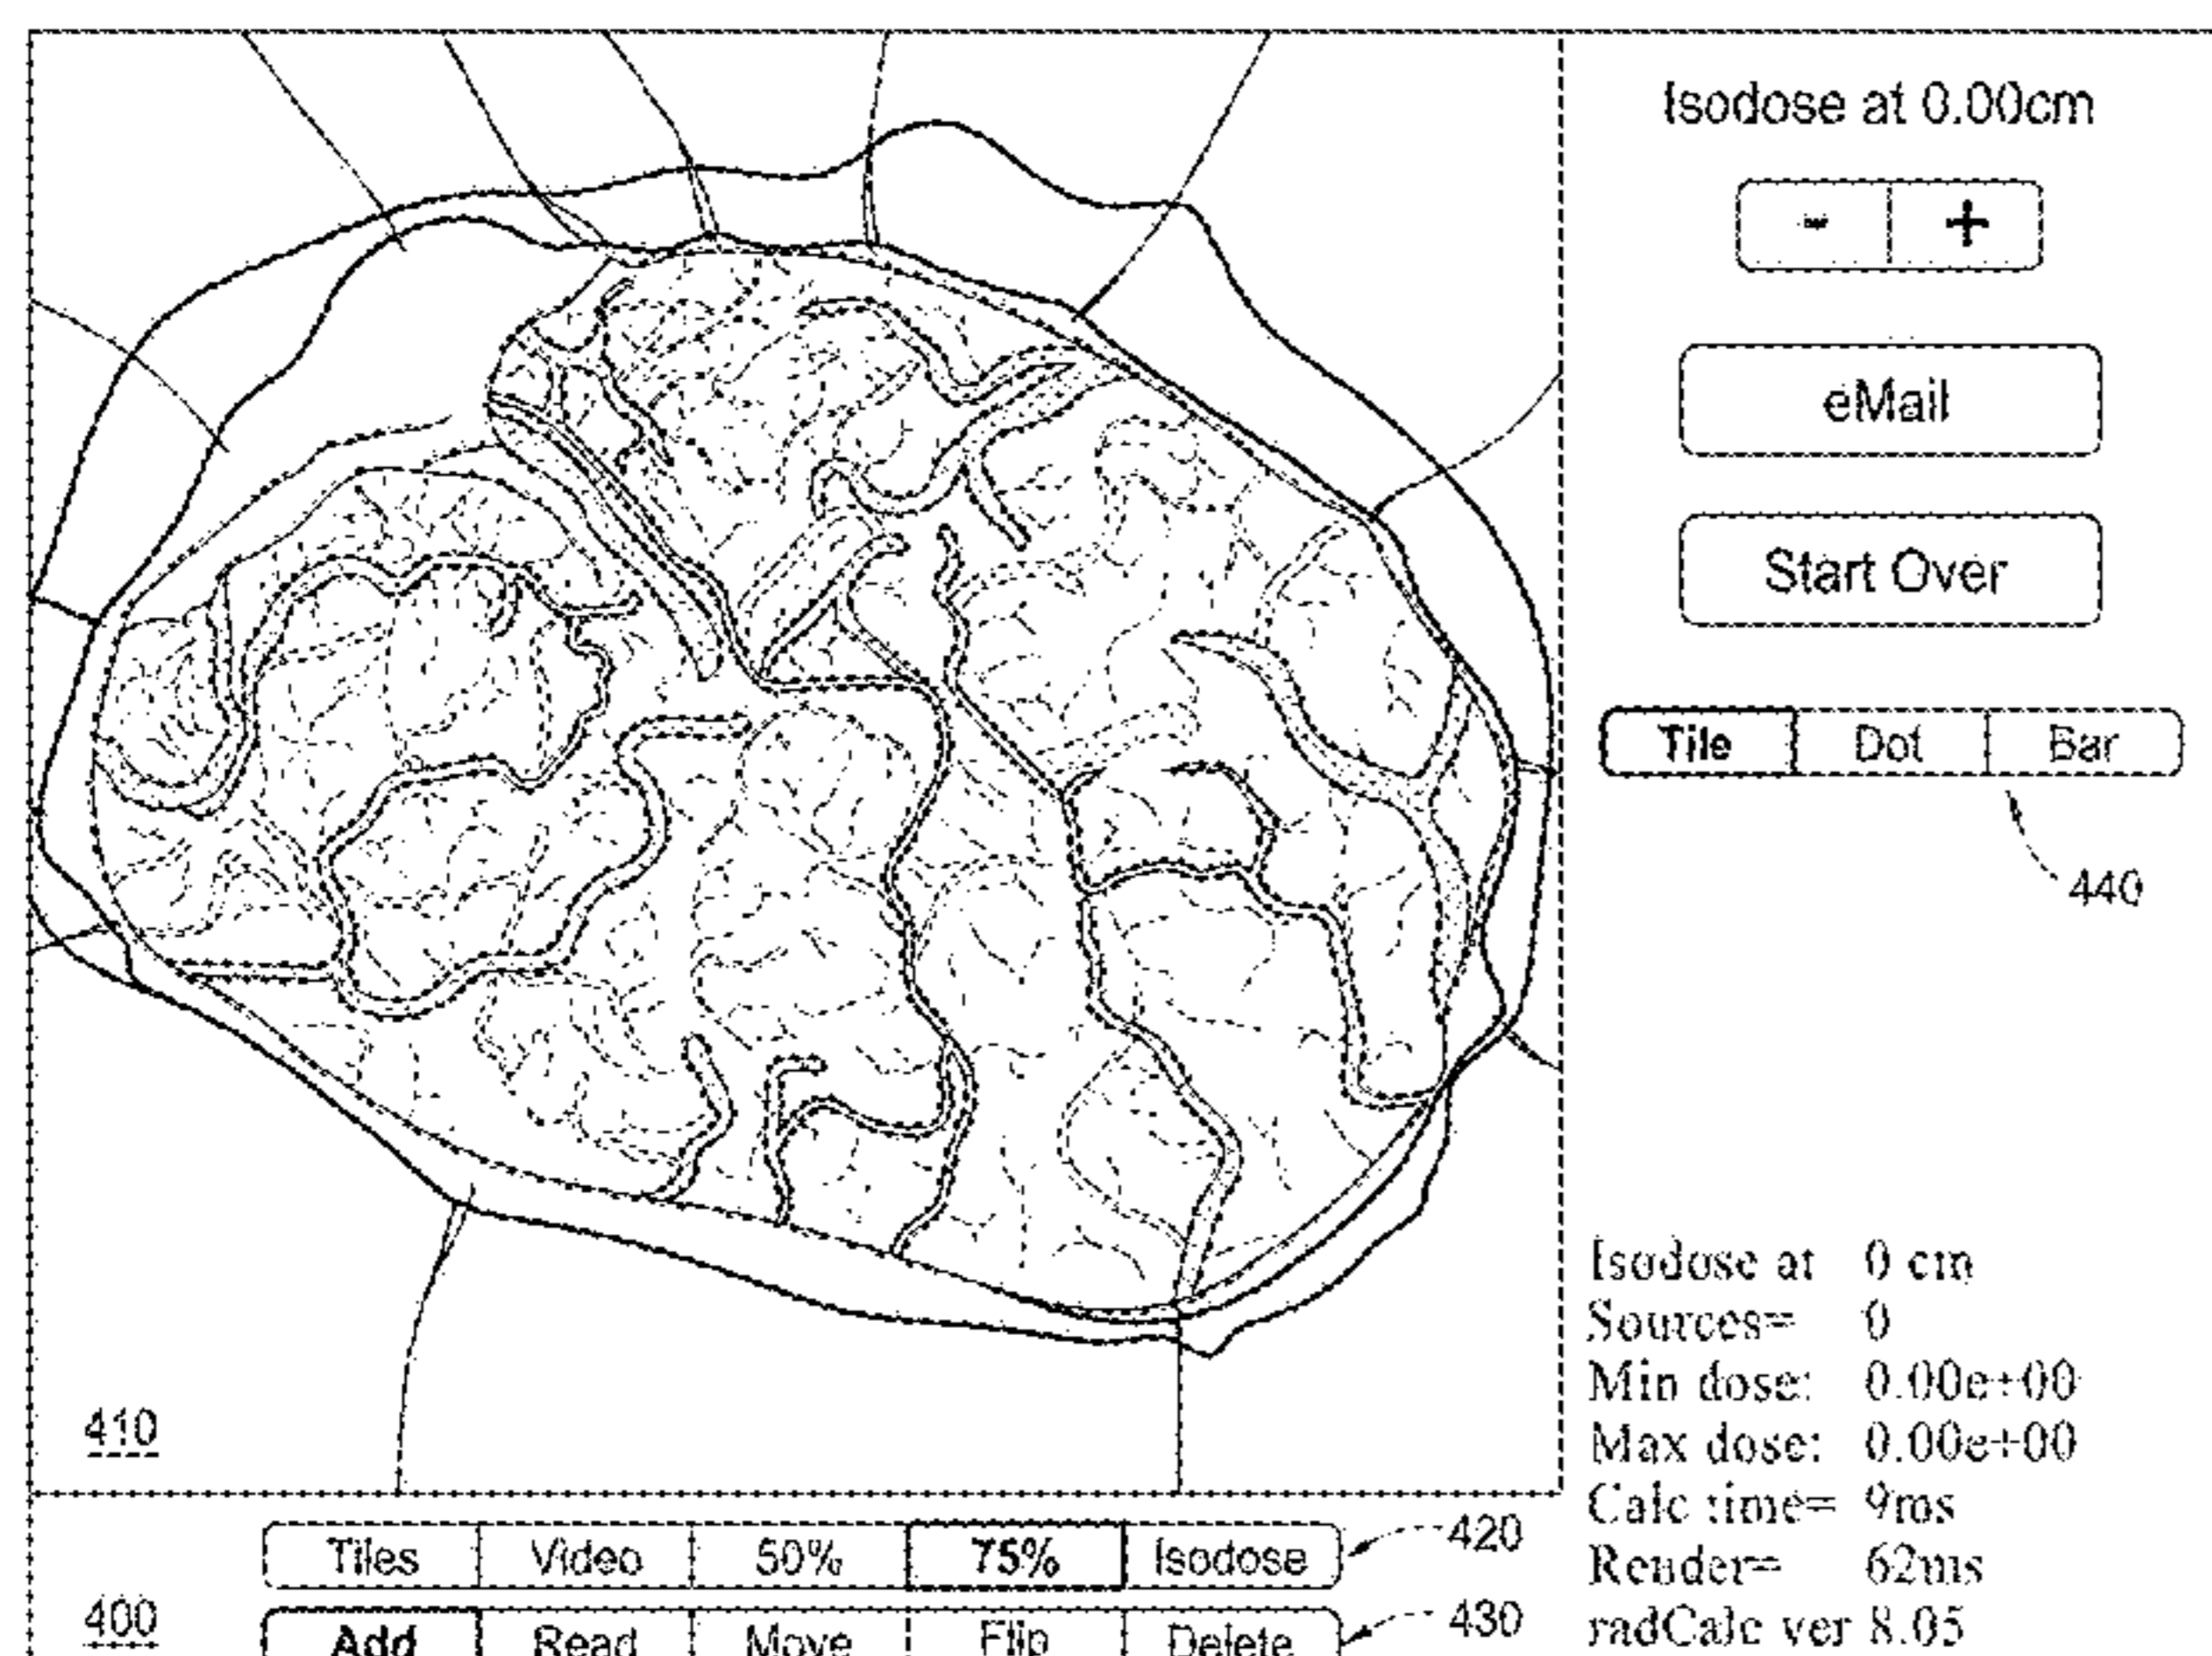 Isodose at 0.00cm
- +
eMail
Start Over
Tile Dot Bar
440
Isodose at 0 cm
Sources= 0
Min dose: 0.00e+00
Max dose: 0.00e+00
Calc time= 9ms
Render= 62ms
radCalc ver 8.05
410
Tiles Video 50% 75% Isodose 420
400
Add Read Move Flip Delete 430